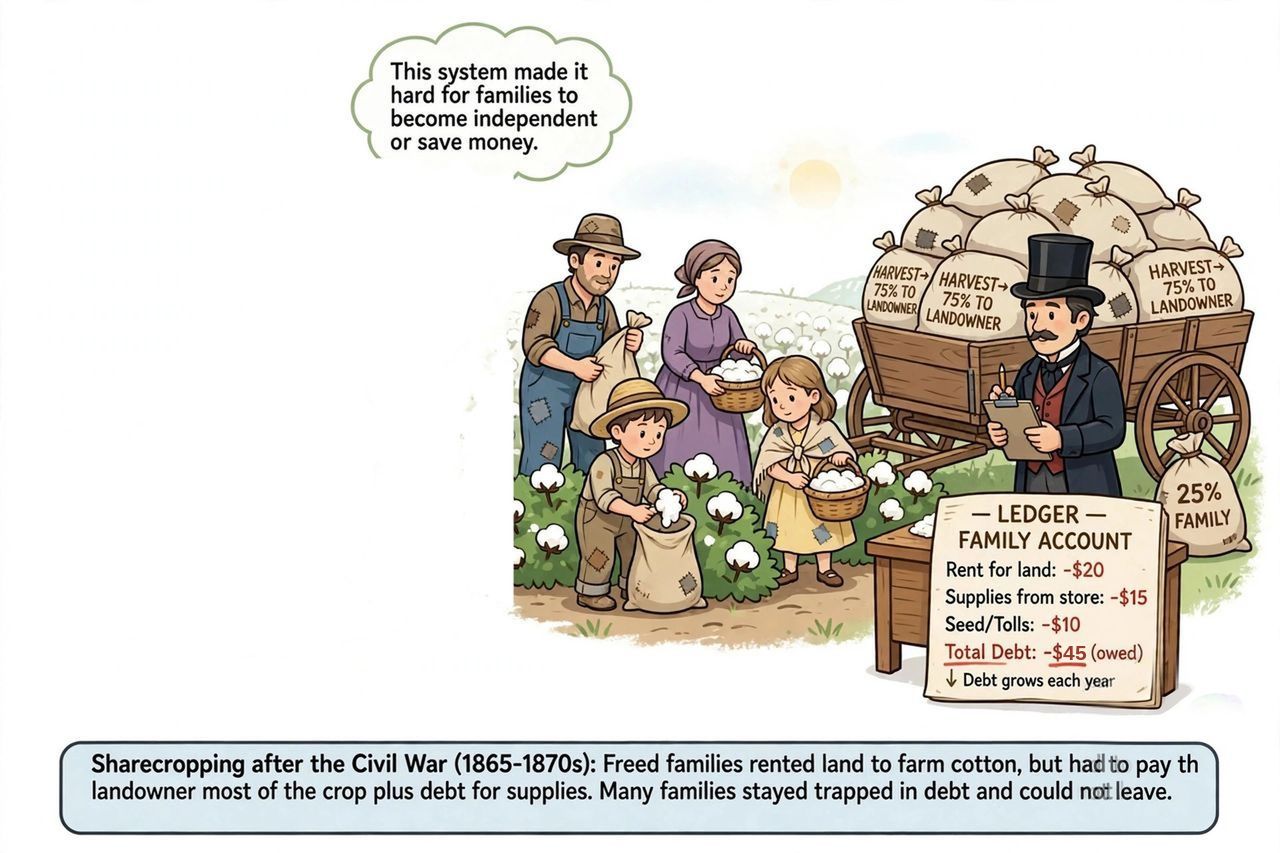 This system made it
hard for families to
become independent
or save money.
HARVEST→
75% TO
LANDOWNER
HARVEST→
75% TO
LANDOWNER
HARVEST→
75% TO
LANDOWNER
25%
FAMILY
— LEDGER —
FAMILY ACCOUNT
Rent for land: -$20
Supplies from store: -$15
Seed/Tolls: -$10
Total Debt: -$45 (owed)
↓ Debt grows each year
Sharecropping after the Civil War (1865-1870s): Freed families rented land to farm cotton, but had to pay th
landowner most of the crop plus debt for supplies. Many families stayed trapped in debt and could not leave.